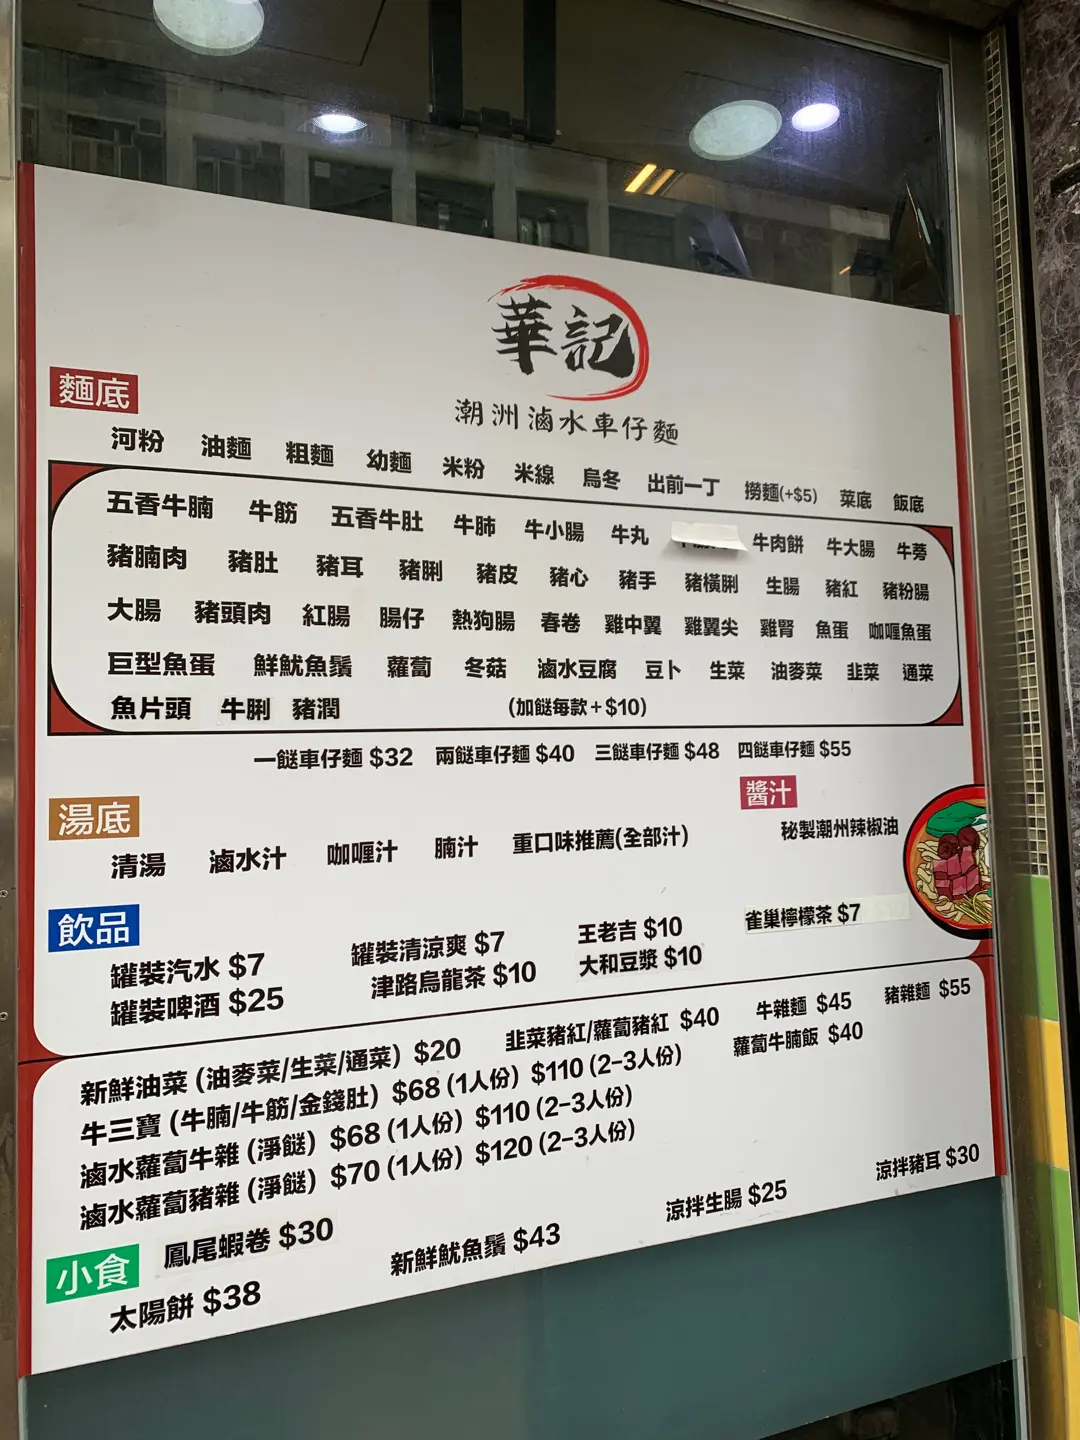 華記
潮洲滷水車仔麵
麵底
河粉 油麵 粗麵 幼麵 米粉 米線 烏冬 出前一丁 撈麵(+$5) 菜底 飯底
五香牛腩 牛筋 五香牛肚 牛肺 牛小腸 牛丸 牛肉餅 牛大腸 牛蒡
豬腩肉 豬肚 豬耳 豬脷 豬皮 豬心 豬手 豬橫脷 生腸 豬紅 豬粉腸
大腸 豬頭肉 紅腸 腸仔 熱狗腸 春卷 雞中翼 雞翼尖 雞腎 魚蛋 咖喱魚蛋
巨型魚蛋 鮮魷魚鬚 蘿蔔 冬菇 滷水豆腐 豆卜 生菜 油麥菜 韭菜 通菜
魚片頭 牛脷 豬潤 (加餸每款+$10)
一餸車仔麵 $32 兩餸車仔麵 $40 三餸車仔麵 $48 四餸車仔麵 $55
湯底
清湯 滷水汁 咖喱汁 腩汁 重口味推薦(全部汁)
醬汁
秘製潮州辣椒油
飲品
罐裝汽水 $7 罐裝清涼爽 $7 王老吉 $10 雀巢檸檬茶 $7
罐裝啤酒 $25 津路烏龍茶 $10 大和豆漿 $10
新鮮油菜 (油麥菜/生菜/通菜) $20 韭菜豬紅/蘿蔔豬紅 $40 牛雜麵 $45 豬雜麵 $55
牛三寶 (牛腩/牛筋/金錢肚) $68 (1人份) $110 (2-3人份) 蘿蔔牛腩飯 $40
滷水蘿蔔牛雜 (淨餸) $68 (1人份) $110 (2-3人份)
滷水蘿蔔豬雜 (淨餸) $70 (1人份) $120 (2-3人份)
小食
鳳尾蝦卷 $30 新鮮魷魚鬚 $43 涼拌生腸 $25 涼拌豬耳 $30
太陽餅 $38